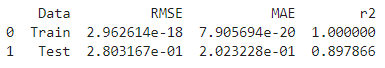 Data RMSE MAE r2
0 Train 2.962614e-18 7.905694e-20 1.000000
1 Test 2.803167e-01 2.023228e-01 0.897866